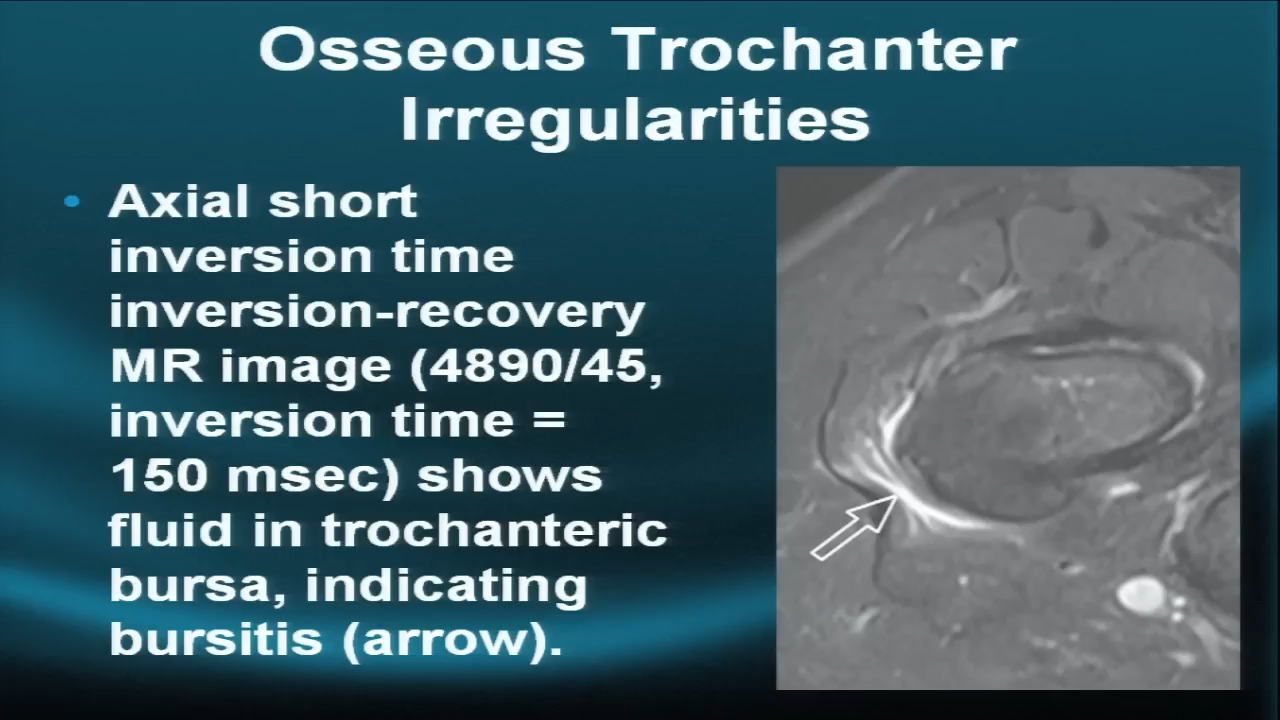 Osseous Trochanter
Irregularities
• Axial short
inversion time
inversion-recovery
MR image (4890/45,
inversion time =
150 msec) shows
fluid in trochanteric
bursa, indicating
bursitis (arrow).